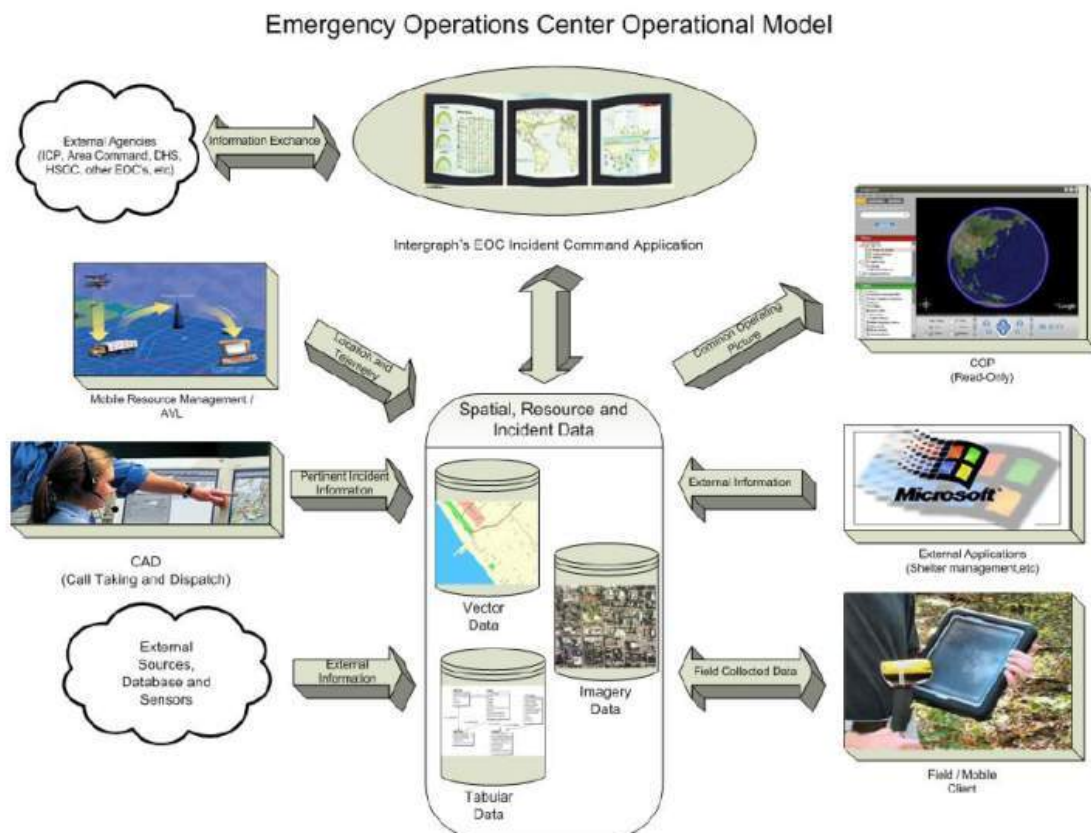 Emergency Operations Center Operational Model
External Agencies
(ICP, Area Command, DHS,
HSOC, other EOC's, etc)
Information Exchange
Intergraph's EOC Incident Command Application
Location and
Telemetry
Common Operating
Picture
COP
(Read-Only)
Mobile Resource Management /
AVL
Spatial, Resource and
Incident Data
Pertinent Incident
Information
External Information
Microsoft
CAD
(Call Taking and Dispatch)
External Applications
(Shelter management,etc)
Vector
Data
External
Sources,
Database and
Sensors
External
Information
Imagery
Data
Field Collected Data
Tabular
Data
Field / Mobile
Client